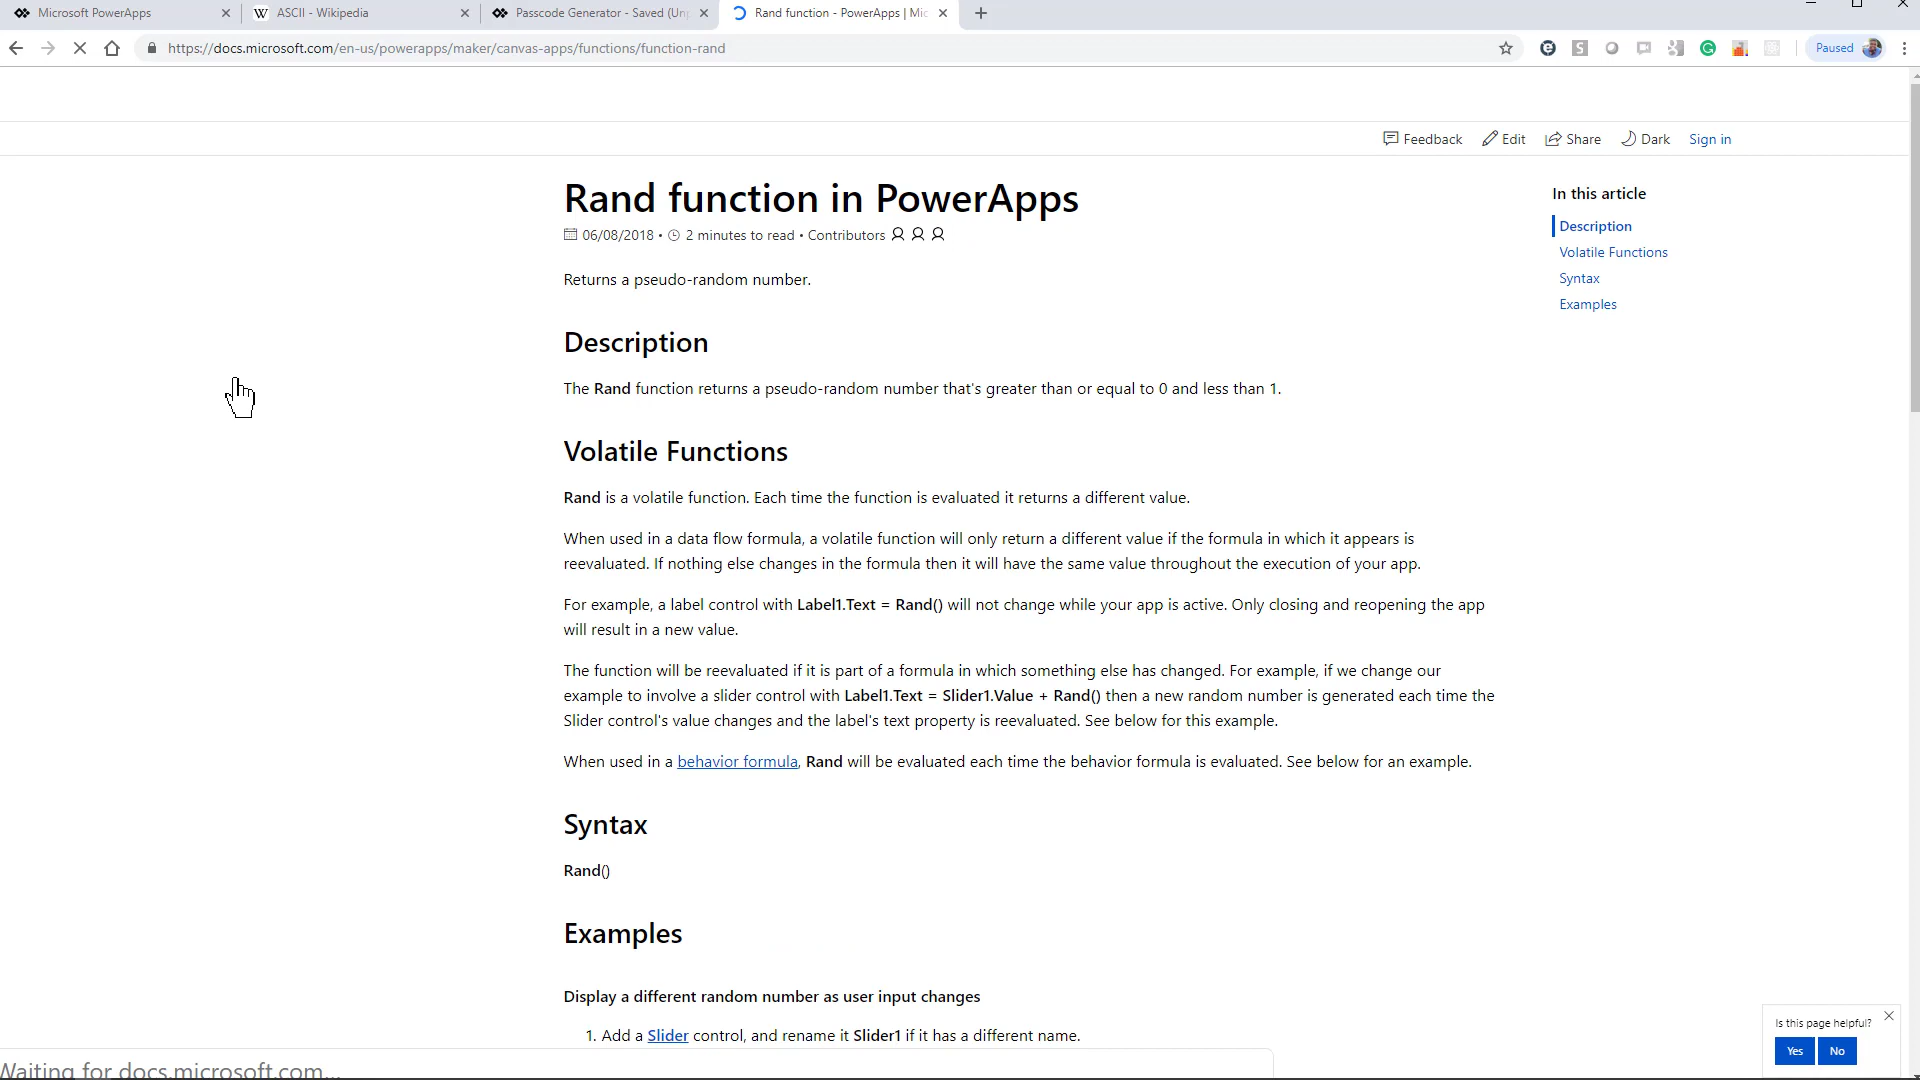 Microsoft PowerApps
ASCII - Wikipedia
Passcode Generator - Saved (Unp
Rand function - PowerApps | Mic
https://docs.microsoft.com/en-us/powerapps/maker/canvas-apps/functions/function-rand
Paused
Feedback
Edit
Share
Dark
Sign in
Rand function in PowerApps
06/08/2018 • 2 minutes to read • Contributors
Returns a pseudo-random number.
Description
The Rand function returns a pseudo-random number that's greater than or equal to 0 and less than 1.
Volatile Functions
Rand is a volatile function. Each time the function is evaluated it returns a different value.
When used in a data flow formula, a volatile function will only return a different value if the formula in which it appears is
reevaluated. If nothing else changes in the formula then it will have the same value throughout the execution of your app.
For example, a label control with Label1.Text = Rand() will not change while your app is active. Only closing and reopening the app
will result in a new value.
The function will be reevaluated if it is part of a formula in which something else has changed. For example, if we change our
example to involve a slider control with Label1.Text = Slider1.Value + Rand() then a new random number is generated each time the
Slider control's value changes and the label's text property is reevaluated. See below for this example.
When used in a behavior formula, Rand will be evaluated each time the behavior formula is evaluated. See below for an example.
Syntax
Rand()
Examples
Display a different random number as user input changes
1. Add a Slider control, and rename it Slider1 if it has a different name.
In this article
Description
Volatile Functions
Syntax
Examples
Is this page helpful?
Yes
No
Waiting for docs.microsoft.com...